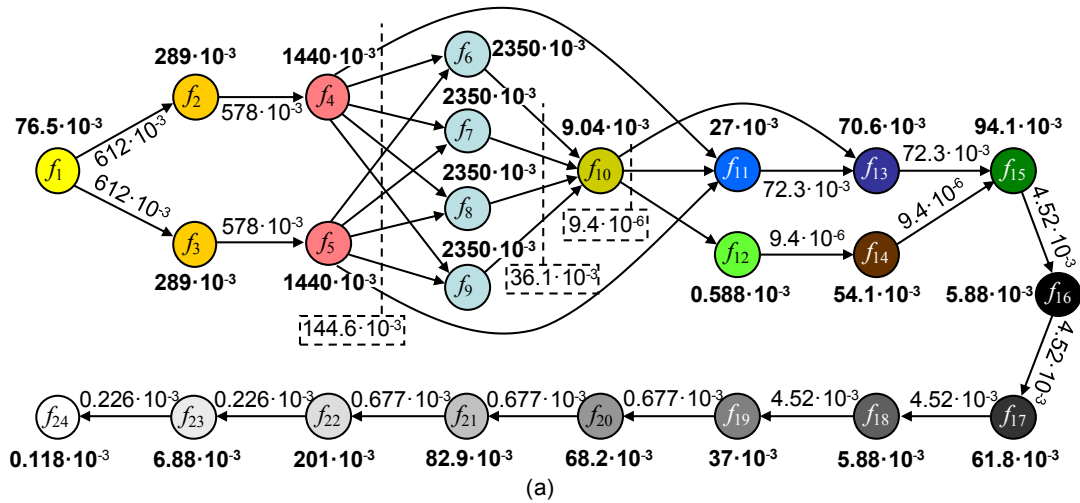 289·10⁻³
1440·10⁻³
f₆
2350·10⁻³
f₂
578·10⁻³
f₄
2350·10⁻³
76.5·10⁻³
612·10⁻³
f₇
9.04·10⁻³
27·10⁻³
70.6·10⁻³
94.1·10⁻³
f₁
2350·10⁻³
f₁₀
f₁₁
72.3·10⁻³
f₁₃
72.3·10⁻³
f₁₅
612·10⁻³
f₈
9.4·10⁻⁶
f₃
578·10⁻³
f₅
2350·10⁻³
f₁₂
9.4·10⁻⁶
f₁₄
9.4·10⁻⁶
4.52·10⁻³
289·10⁻³
1440·10⁻³
f₉
36.1·10⁻³
0.588·10⁻³
54.1·10⁻³
5.88·10⁻³
f₁₆
144.6·10⁻³
4.52·10⁻³
f₂₄
0.226·10⁻³
f₂₃
0.226·10⁻³
f₂₂
0.677·10⁻³
f₂₁
0.677·10⁻³
f₂₀
0.677·10⁻³
f₁₉
4.52·10⁻³
f₁₈
4.52·10⁻³
f₁₇
0.118·10⁻³
6.88·10⁻³
201·10⁻³
82.9·10⁻³
68.2·10⁻³
37·10⁻³
5.88·10⁻³
61.8·10⁻³
(a)